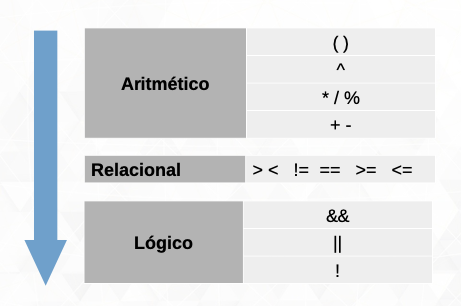 ( )
^
Aritmético
* / %
+ -
Relacional > < != == >= <=
&&
Lógico
||
!